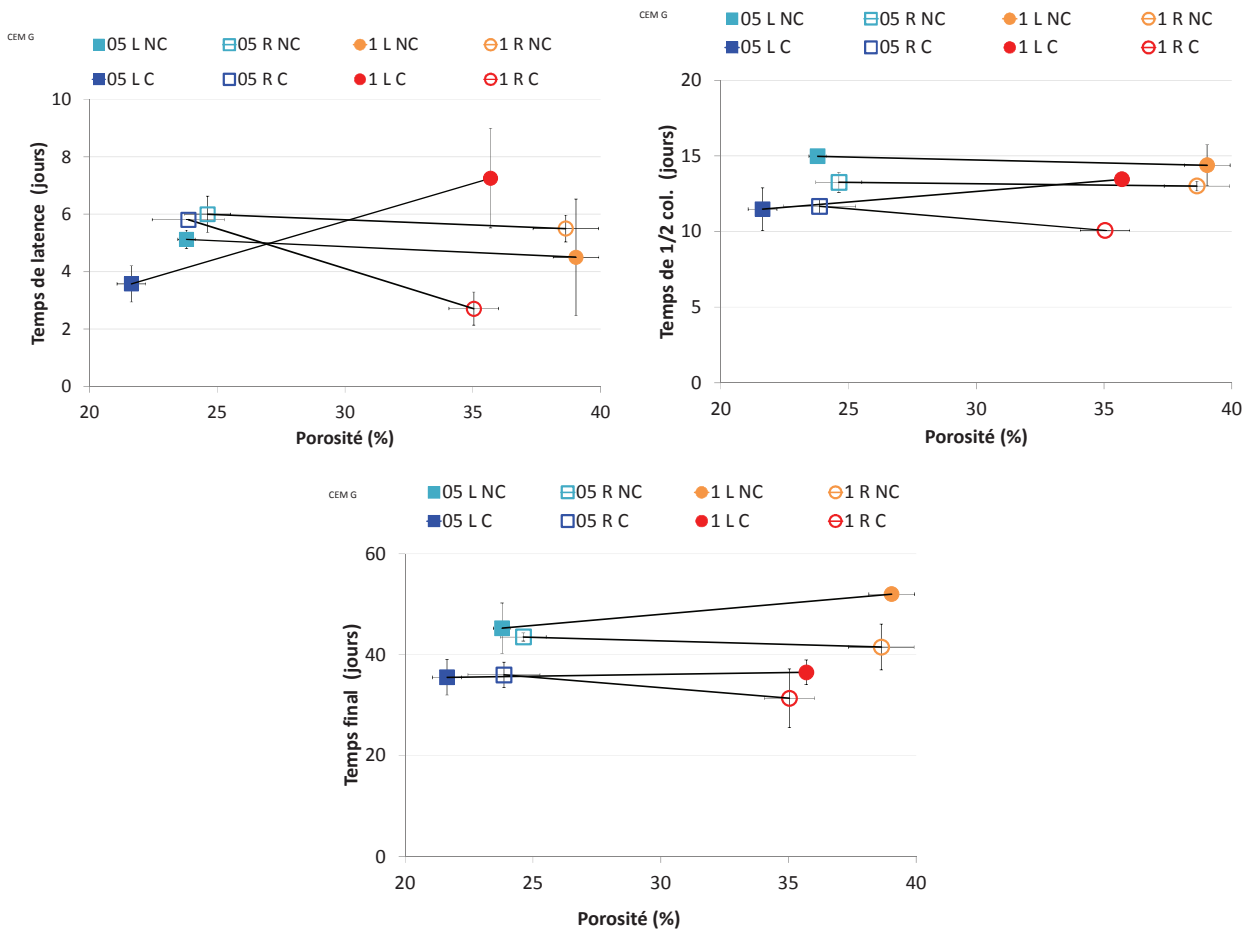 CEM G
05 L NC 05 R NC 1 L NC 1 R NC
05 L C 05 R C 1 L C 1 R C
10
8
6
4
2
0
20 25 30 35 40
Temps de latence (jours)
Porosité (%)
CEM G
05 L NC 05 R NC 1 L NC 1 R NC
05 L C 05 R C 1 L C 1 R C
20
15
10
5
0
20 25 30 35 40
Temps de 1/2 col. (jours)
Porosité (%)
CEM G
05 L NC 05 R NC 1 L NC 1 R NC
05 L C 05 R C 1 L C 1 R C
60
40
20
0
20 25 30 35 40
Temps final (jours)
Porosité (%)